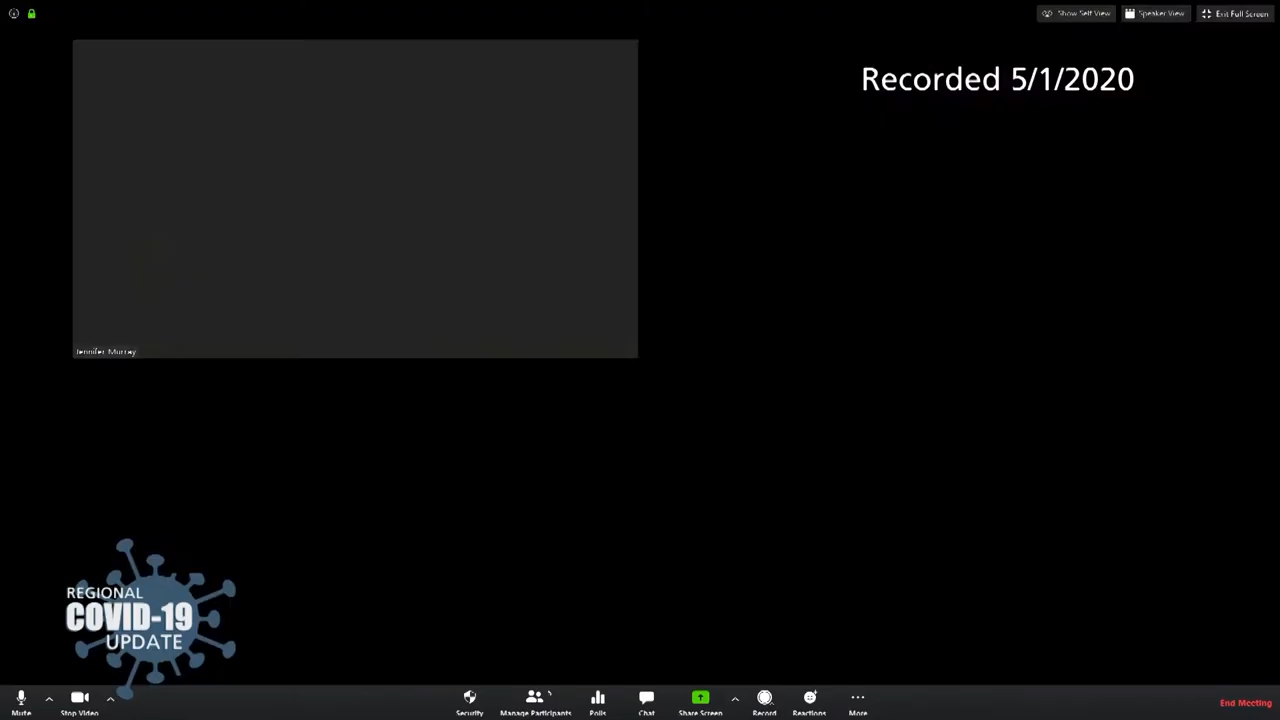 Show Self View
Speaker View
Exit Full Screen
Recorded 5/1/2020
Jennifer Murray
REGIONAL
COVID-19
UPDATE
Mute
Stop Video
Security
Manage Participants
Polls
Chat
Share Screen
Record
Reactions
More
End Meeting